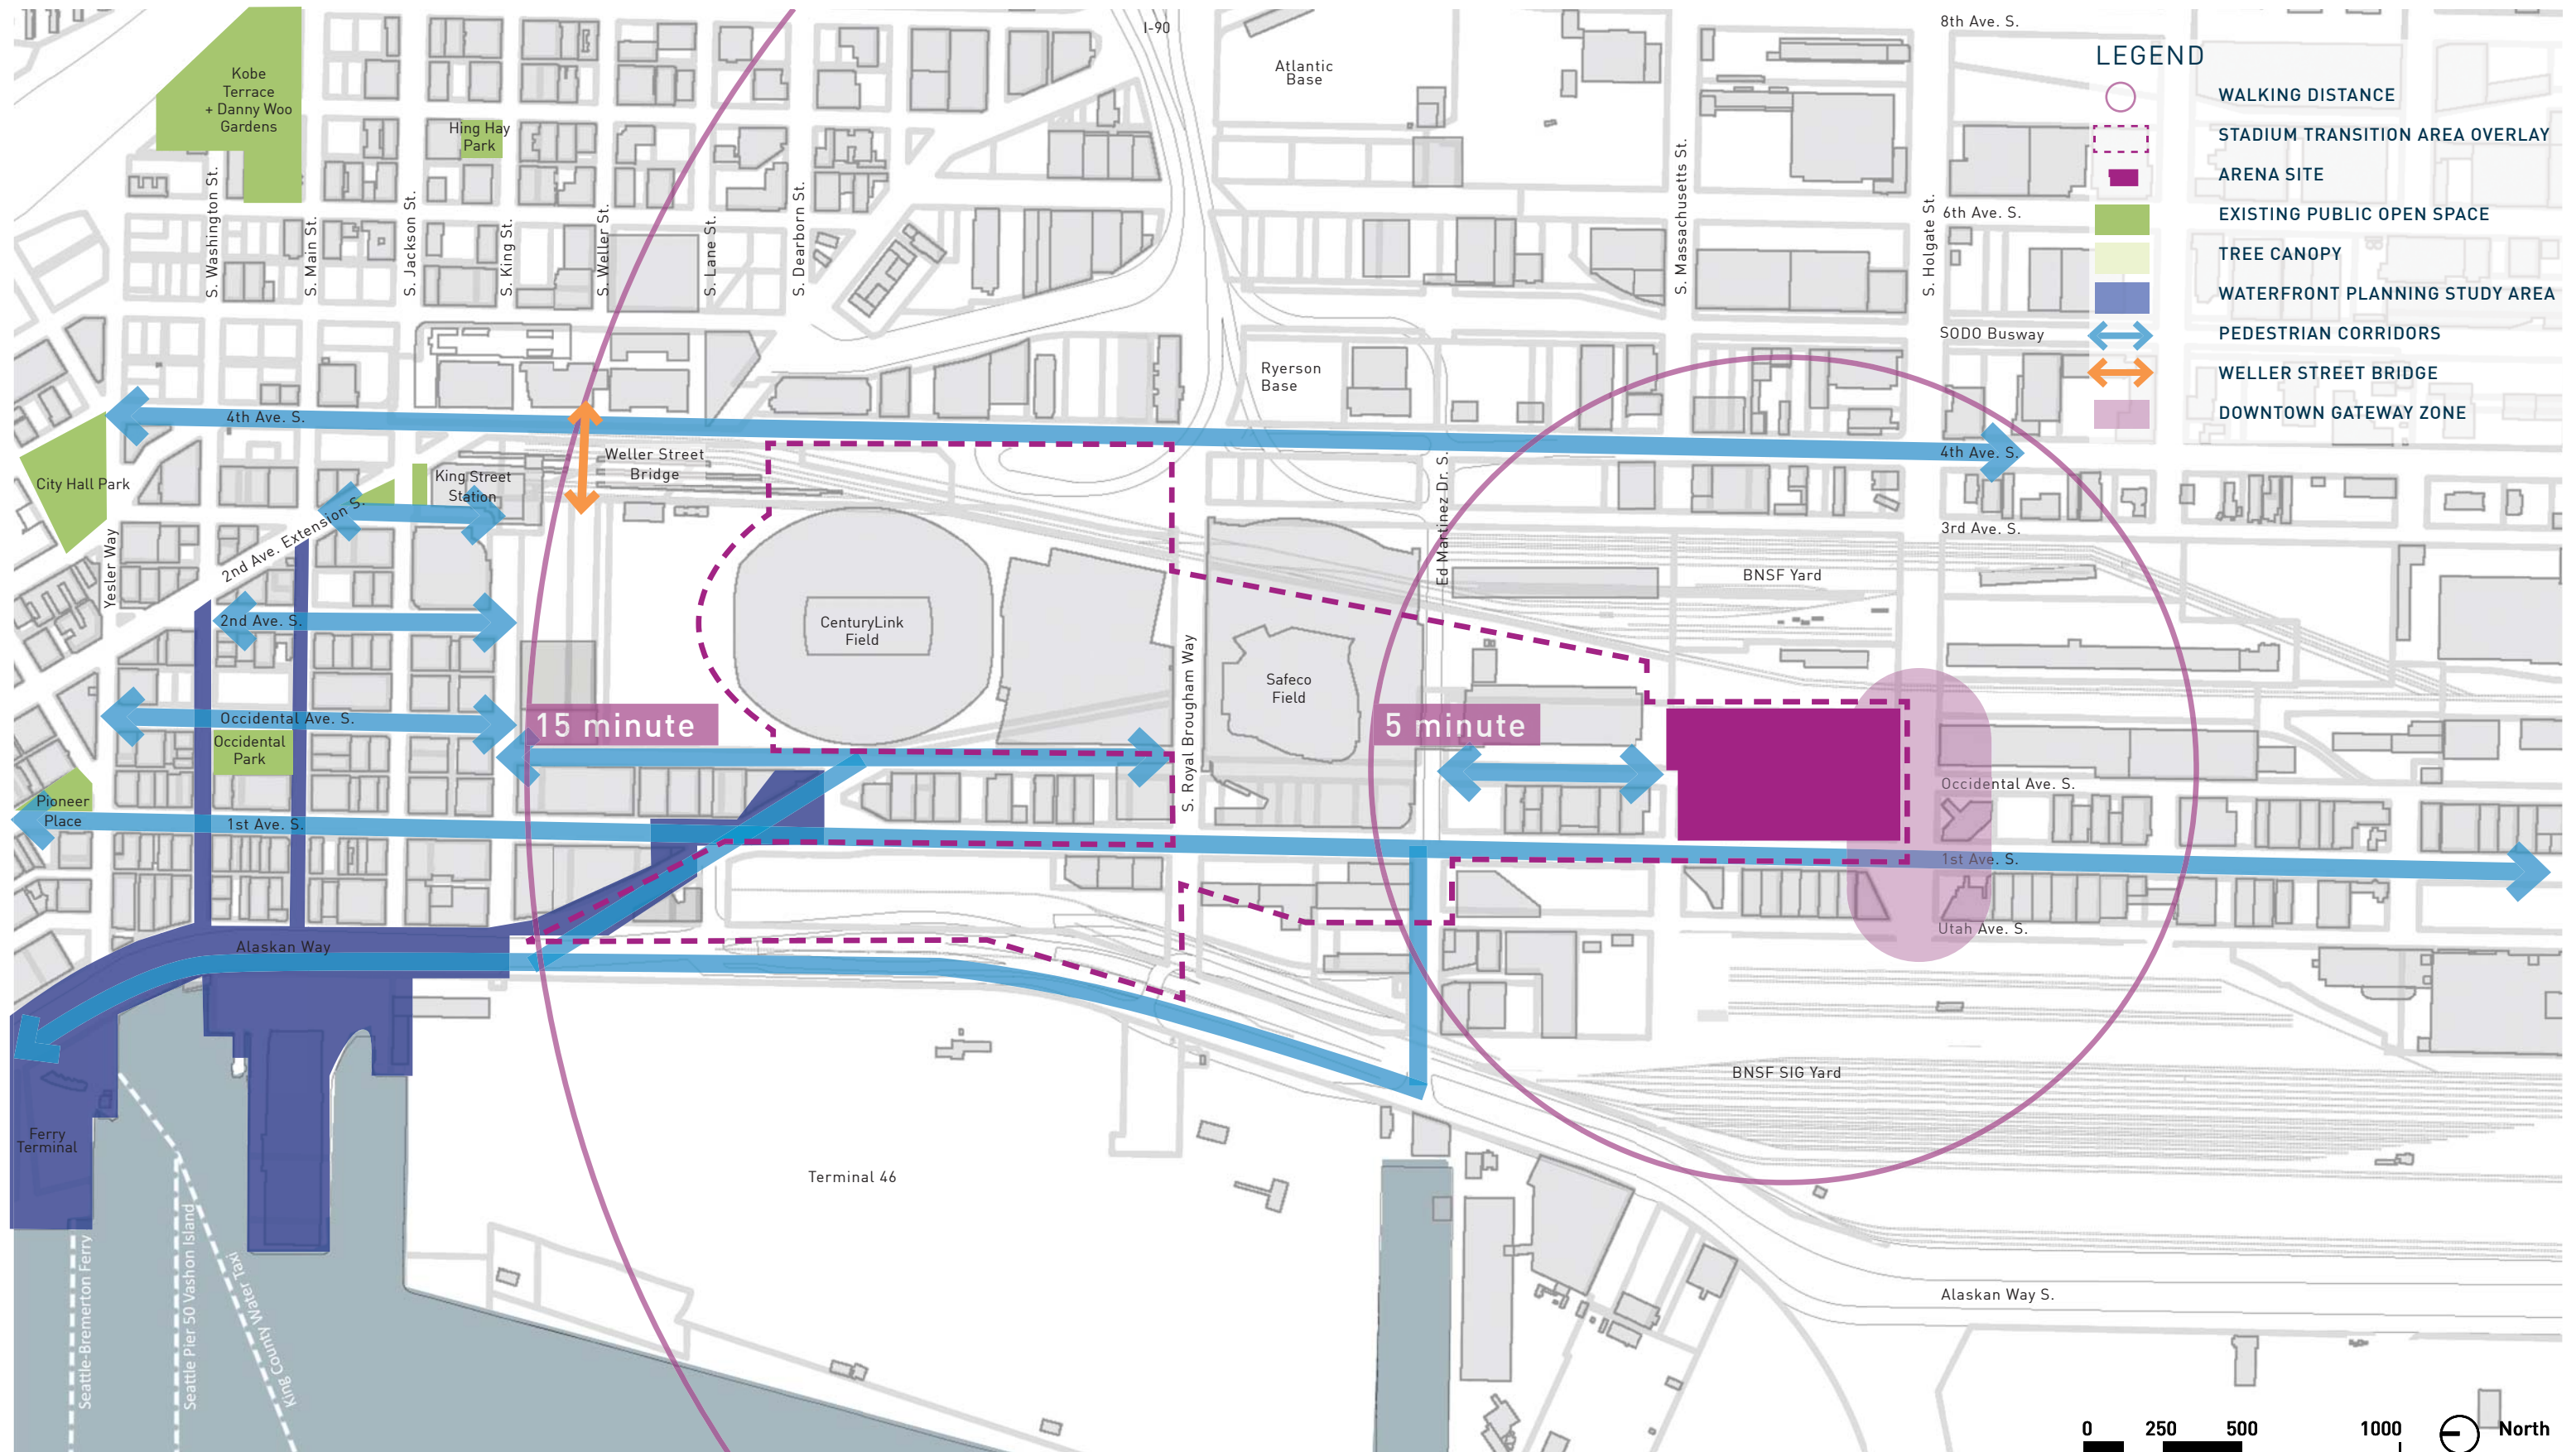 I-90
8th Ave. S.
LEGEND
WALKING DISTANCE
STADIUM TRANSITION AREA OVERLAY
ARENA SITE
EXISTING PUBLIC OPEN SPACE
TREE CANOPY
WATERFRONT PLANNING STUDY AREA
PEDESTRIAN CORRIDORS
WELLER STREET BRIDGE
DOWNTOWN GATEWAY ZONE
Kobe
Terrace
+ Danny Woo
Gardens
Hing Hay
Park
Atlantic
Base
S. Washington St.
S. Main St.
S. Jackson St.
S. King St.
S. Weller St.
S. Lane St.
S. Dearborn St.
S. Massachusetts St.
S. Holgate St.
6th Ave. S.
SODO Busway
Ryerson
Base
4th Ave. S.
4th Ave. S.
Weller Street
Bridge
King Street
Station
City Hall Park
Yesler Way
2nd Ave. Extension S.
Ed Martinez Dr. S.
3rd Ave. S.
BNSF Yard
2nd Ave. S.
CenturyLink
Field
S. Royal Brougham Way
Safeco
Field
15 minute
5 minute
Occidental Ave. S.
Occidental
Park
Occidental Ave. S.
Pioneer
Place
1st Ave. S.
1st Ave. S.
Utah Ave. S.
Alaskan Way
BNSF SIG Yard
Ferry
Terminal
Terminal 46
Seattle-Bremerton Ferry
Seattle Pier 50 Vashon Island
King County Water Taxi
Alaskan Way S.
0 250 500 1000
North